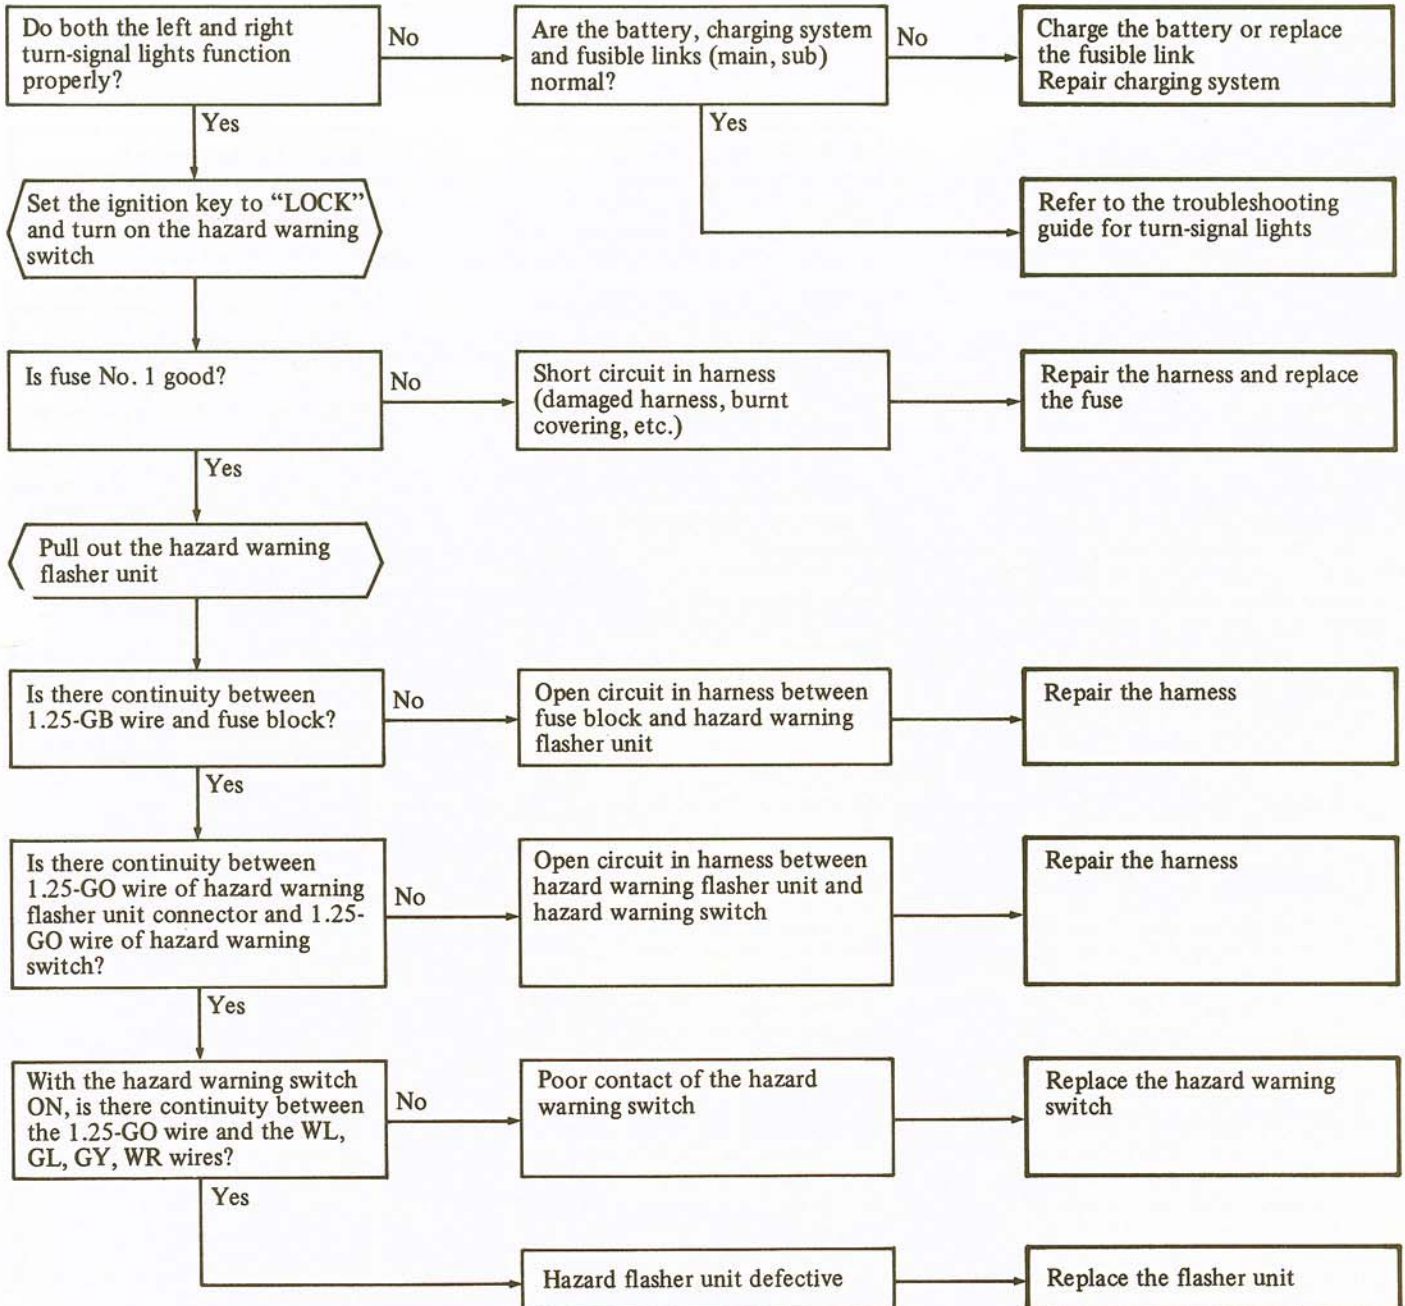 Do both the left and right
turn-signal lights function
properly?
No
Are the battery, charging system
and fusible links (main, sub)
normal?
No
Charge the battery or replace
the fusible link
Repair charging system
Yes
Yes
Set the ignition key to “LOCK”
and turn on the hazard warning
switch
Refer to the troubleshooting
guide for turn-signal lights
Is fuse No. 1 good?
No
Short circuit in harness
(damaged harness, burnt
covering, etc.)
Repair the harness and replace
the fuse
Yes
Pull out the hazard warning
flasher unit
Is there continuity between
1.25-GB wire and fuse block?
No
Open circuit in harness between
fuse block and hazard warning
flasher unit
Repair the harness
Yes
Is there continuity between
1.25-GO wire of hazard warning
flasher unit connector and 1.25-
GO wire of hazard warning
switch?
No
Open circuit in harness between
hazard warning flasher unit and
hazard warning switch
Repair the harness
Yes
With the hazard warning switch
ON, is there continuity between
the 1.25-GO wire and the WL,
GL, GY, WR wires?
No
Poor contact of the hazard
warning switch
Replace the hazard warning
switch
Yes
Hazard flasher unit defective
Replace the flasher unit